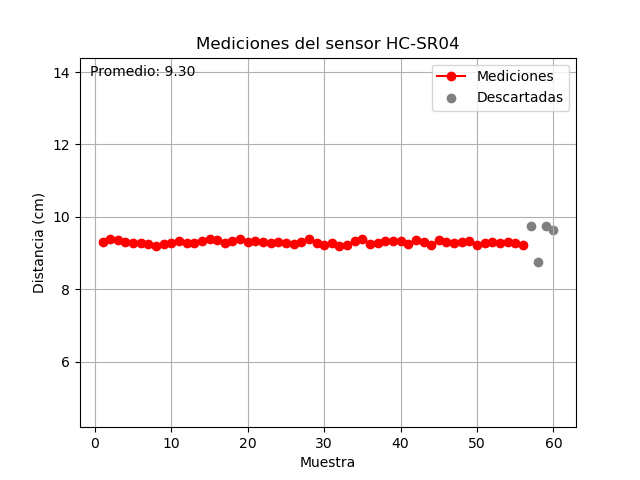 Mediciones del sensor HC-SR04
Promedio: 9.30
Mediciones
Descartadas
14
12
10
8
6
Distancia (cm)
0 10 20 30 40 50 60
Muestra